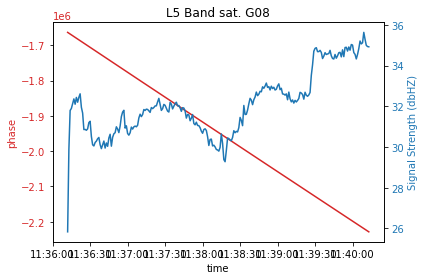 L5 Band sat. G08
1e6
−1.7
−1.8
−1.9
−2.0
−2.1
−2.2
phase
36
34
32
30
28
26
Signal Strength (dbHZ)
11:36:00 11:36:30 11:37:00 11:37:30 11:38:00 11:38:30 11:39:00 11:39:30 11:40:00
time